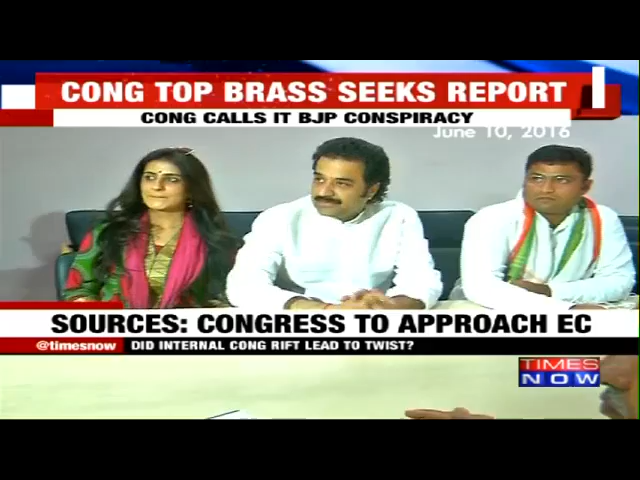 CONG TOP BRASS SEEKS REPORT
CONG CALLS IT BJP CONSPIRACY
June 10, 2016
SOURCES: CONGRESS TO APPROACH EC
@timesnow DID INTERNAL CONG RIFT LEAD TO TWIST?
TIMES
NOW